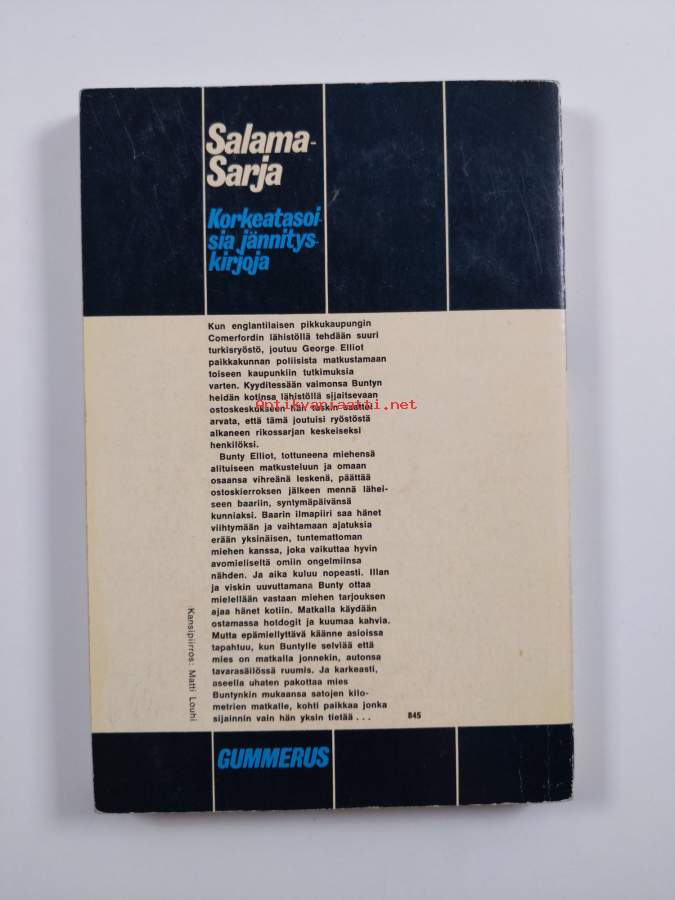 Salama-
Sarja
Korkeatasoi-
sia jännitys-
kirjoja
Kun englantilaisen pikkukaupungin
Comerfordin lähistöllä tehdään suuri
turkisryöstö, joutuu George Elliot
paikkakunnan poliisista matkustamaan
toiseen kaupunkiin tutkimuksia
varten. Kyyditessään vaimonsa Buntyn
heidän kotinsa lähistöllä sijaitsevaan
ostoskeskukseen hän tuskin saattoi
Antikvariaatti.net
arvata, että tämä joutuisi ryöstöstä
alkaneen rikossarjan keskeiseksi
henkilöksi.
Bunty Elliot, tottuneena miehensä
alituiseen matkusteluun ja omaan
osaansa vihreänä leskenä, päättää
ostoskierroksen jälkeen mennä lähei-
seen baariin, syntymäpäivänsä
kunniaksi. Baarin ilmapiiri saa hänet
viihtymään ja vaihtamaan ajatuksia
erään yksinäisen, tuntemattoman
miehen kanssa, joka vaikuttaa hyvin
avomieliseltä omiin ongelmiinsa
nähden. Ja aika kuluu nopeasti. Illan
ja viskin uuvuttamana Bunty ottaa
mielellään vastaan miehen tarjouksen
ajaa hänet kotiin. Matkalla käydään
ostamassa hotdogit ja kuumaa kahvia.
Mutta epämiellyttävä käänne asioissa
tapahtuu, kun Buntylle selviää että
mies on matkalla jonnekin, autonsa
tavarasäiliössä ruumis. Ja karkeasti,
aseella uhaten pakottaa mies
Buntynkin mukaansa satojen kilo-
metrien matkalle, kohti paikkaa jonka
sijainnin vain hän yksin tietää . . .
845
Kansipiirros: Matti Louhi
GUMMERUS